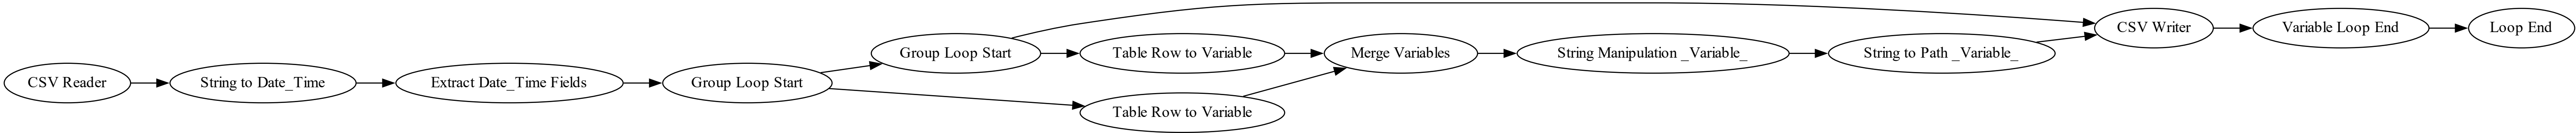 CSV Reader
String to Date_Time
Extract Date_Time Fields
Group Loop Start
Group Loop Start
Table Row to Variable
Table Row to Variable
Merge Variables
String Manipulation _Variable_
String to Path _Variable_
CSV Writer
Variable Loop End
Loop End